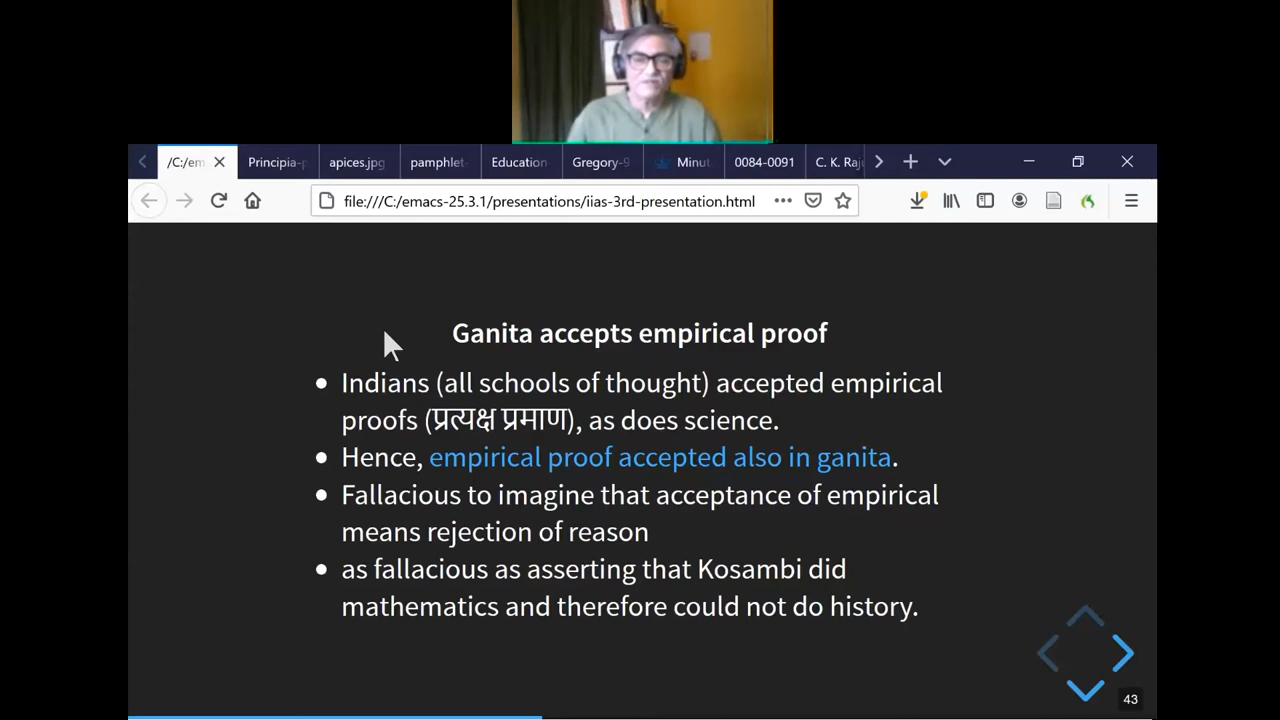 /C:/em
Principia-p
apices.jpg
pamphlet-
Education
Gregory-9
Minut
0084-0091
C. K. Raju
file:///C:/emacs-25.3.1/presentations/iias-3rd-presentation.html
Ganita accepts empirical proof
Indians (all schools of thought) accepted empirical
proofs (प्रत्यक्ष प्रमाण), as does science.
Hence, empirical proof accepted also in ganita.
Fallacious to imagine that acceptance of empirical
means rejection of reason
as fallacious as asserting that Kosambi did
mathematics and therefore could not do history.
43